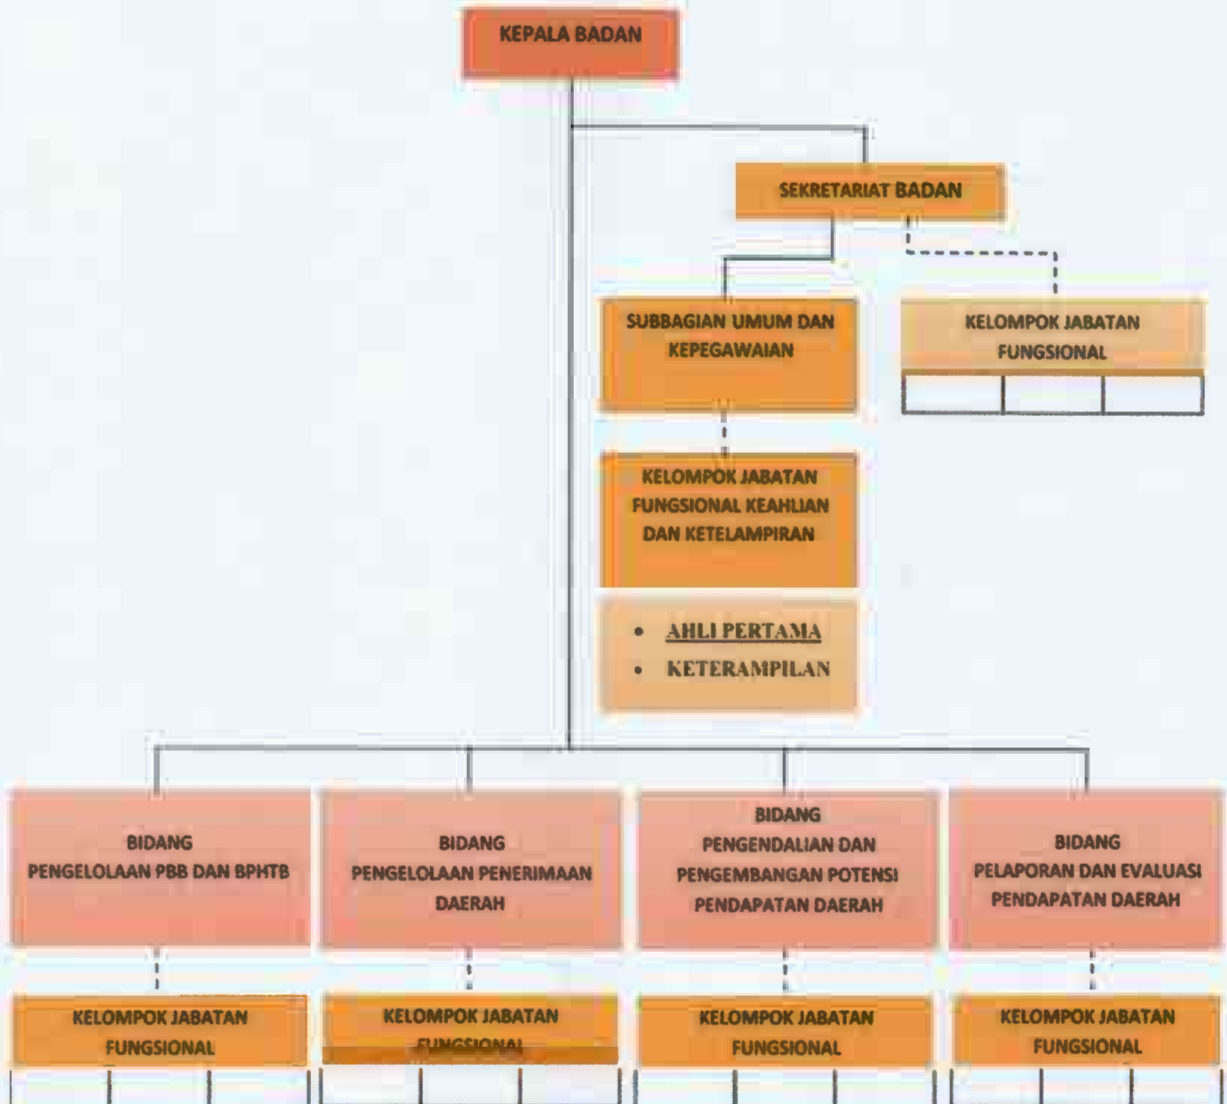 KEPALA BADAN
SEKRETARIAT BADAN
SUBBAGIAN UMUM DAN
KEPEGAWAIAN
KELOMPOK JABATAN
FUNGSIONAL
KELOMPOK JABATAN
FUNGSIONAL KEAHLIAN
DAN KETELAMPIRAN
• AHLI PERTAMA
• KETERAMPILAN
BIDANG
PENGELOLAAN PBB DAN BPHTB
BIDANG
PENGELOLAAN PENERIMAAN
DAERAH
BIDANG
PENGENDALIAN DAN
PENGEMBANGAN POTENSI
PENDAPATAN DAERAH
BIDANG
PELAPORAN DAN EVALUASI
PENDAPATAN DAERAH
KELOMPOK JABATAN
FUNGSIONAL
KELOMPOK JABATAN
FUNGSIONAL
KELOMPOK JABATAN
FUNGSIONAL
KELOMPOK JABATAN
FUNGSIONAL